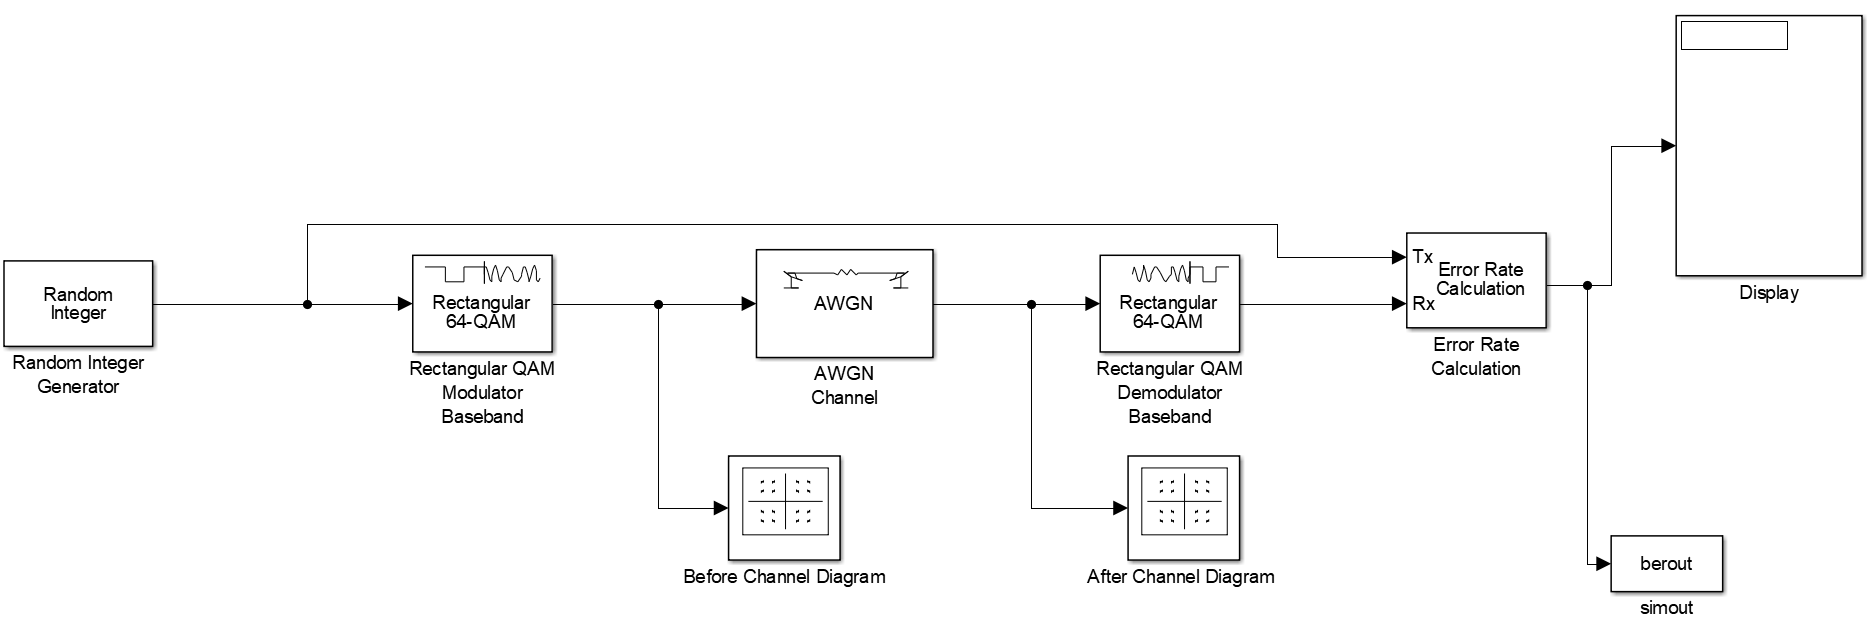 Random
Integer
Random Integer
Generator
Rectangular
64-QAM
Rectangular QAM
Modulator
Baseband
Before Channel Diagram
AWGN
AWGN
Channel
After Channel Diagram
Rectangular
64-QAM
Rectangular QAM
Demodulator
Baseband
Tx
Rx
Error Rate
Calculation
Error Rate
Calculation
Display
berout
simout